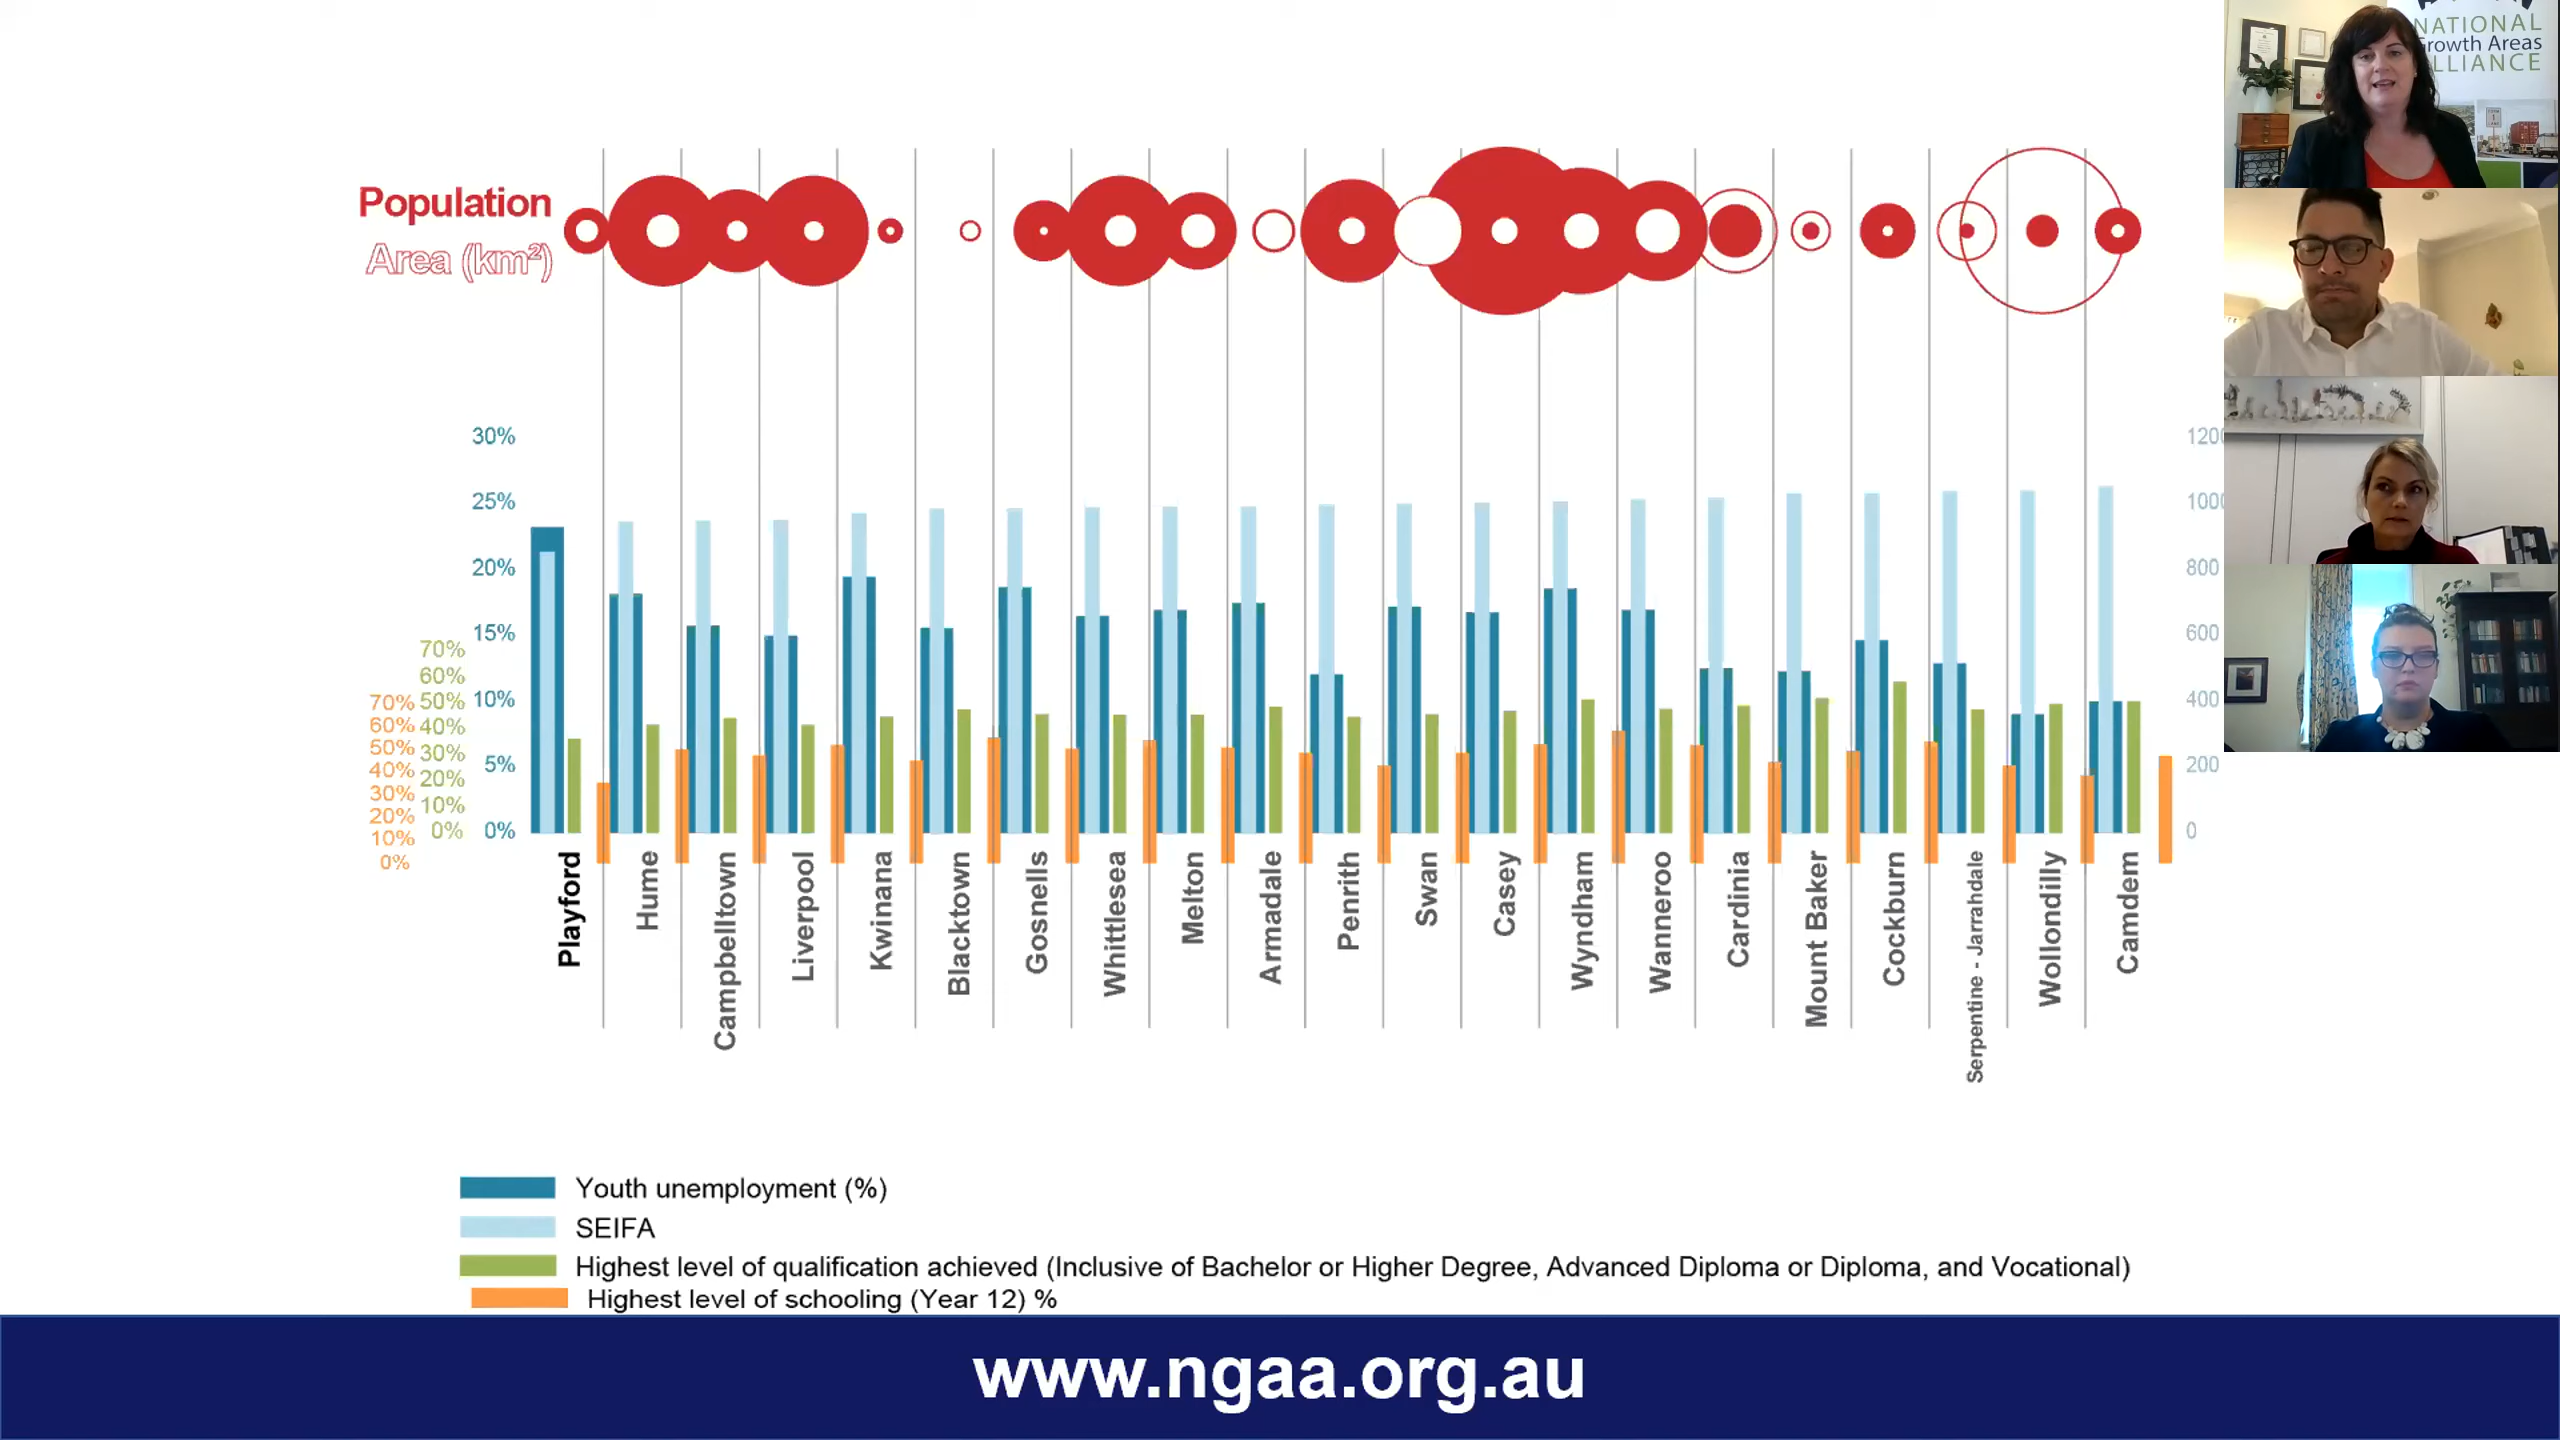 NATIONAL
Growth Areas
ALLIANCE
Population
Area (km²)
30%
25%
20%
15%
10%
5%
0%
70%
60%
50%
40%
30%
20%
10%
0%
70%
60%
50%
40%
30%
20%
10%
0%
1200
1000
800
600
400
200
0
Playford
Hume
Campbelltown
Liverpool
Kwinana
Blacktown
Gosnells
Whittlesea
Melton
Armadale
Penrith
Swan
Casey
Wyndham
Wanneroo
Cardinia
Mount Baker
Cockburn
Serpentine - Jarrahdale
Wollondilly
Camdem
Youth unemployment (%)
SEIFA
Highest level of qualification achieved (Inclusive of Bachelor or Higher Degree, Advanced Diploma or Diploma, and Vocational)
Highest level of schooling (Year 12) %
www.ngaa.org.au